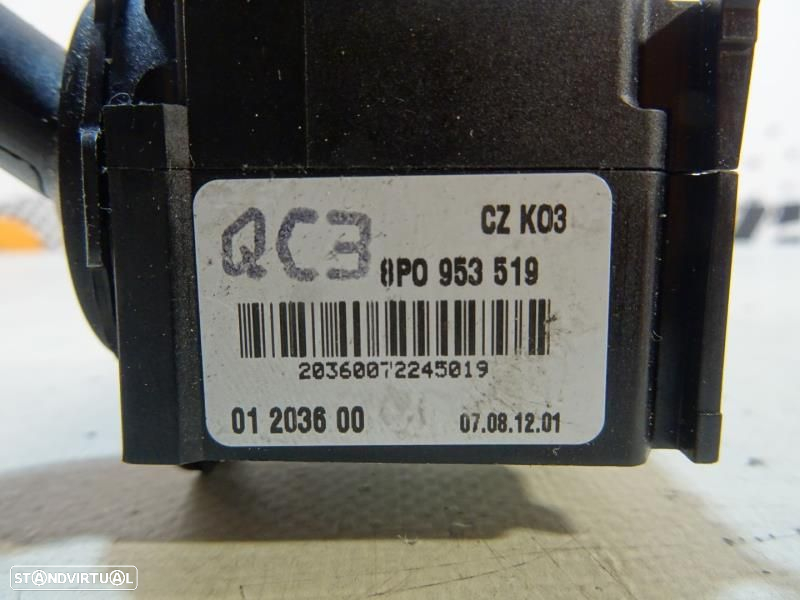 CZ K03
QC3
8P0 953 519
20360072245019
01 2036 00
07.08.12.01
STANDVIRTUAL